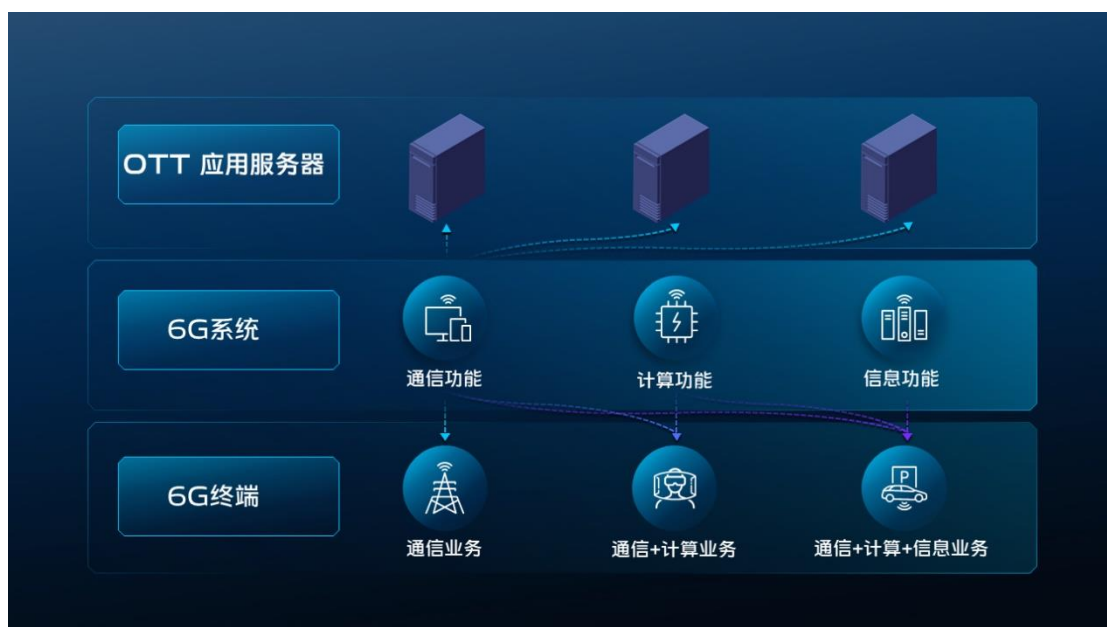 OTT 应用服务器
6G系统
通信功能
计算功能
信息功能
6G终端
P
通信业务
通信+计算业务
通信+计算+信息业务